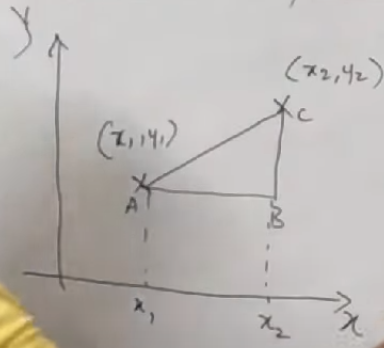 y
(x₂, y₂)
C
(x₁, y₁)
A
B
x₁
x₂
x